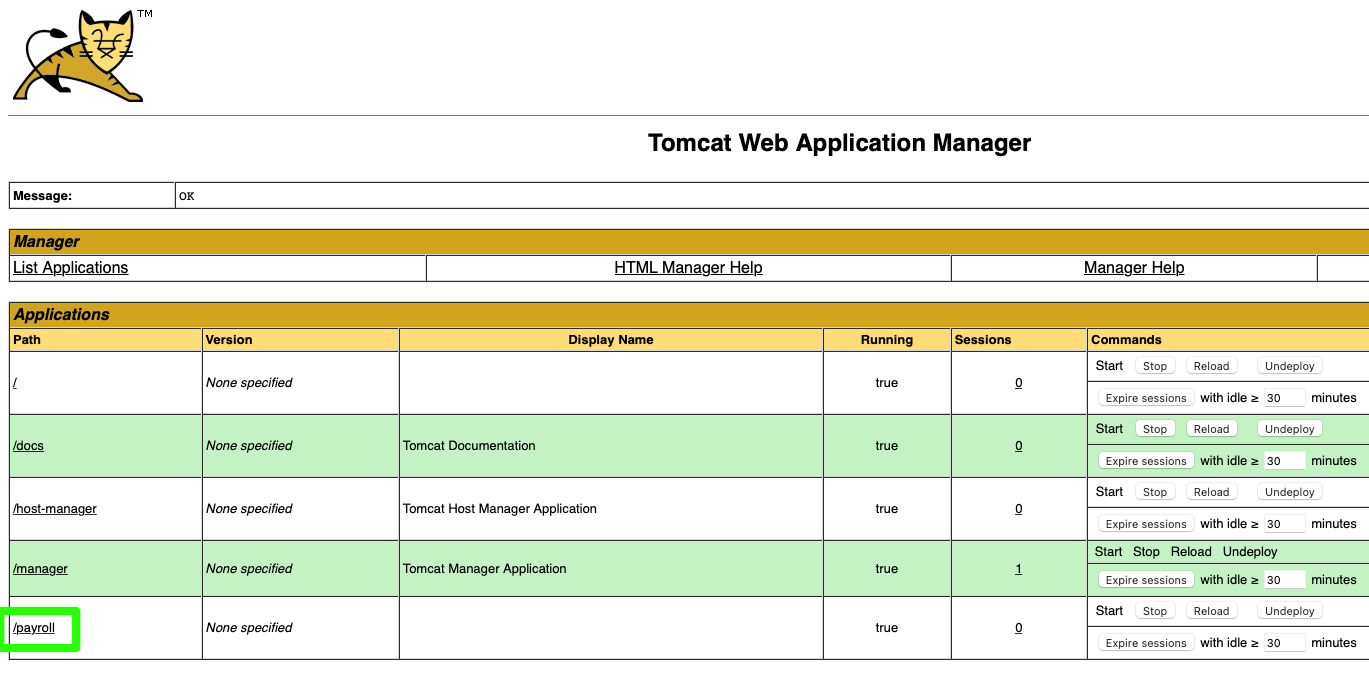 TM
Tomcat Web Application Manager
Message: OK
Manager
List Applications HTML Manager Help Manager Help
Applications
Path Version Display Name Running Sessions Commands
/ None specified true 0 Start Stop Reload Undeploy
Expire sessions with idle ≥ 30 minutes
/docs None specified Tomcat Documentation true 0 Start Stop Reload Undeploy
Expire sessions with idle ≥ 30 minutes
/host-manager None specified Tomcat Host Manager Application true 0 Start Stop Reload Undeploy
Expire sessions with idle ≥ 30 minutes
/manager None specified Tomcat Manager Application true 1 Start Stop Reload Undeploy
Expire sessions with idle ≥ 30 minutes
/payroll None specified true 0 Start Stop Reload Undeploy
Expire sessions with idle ≥ 30 minutes